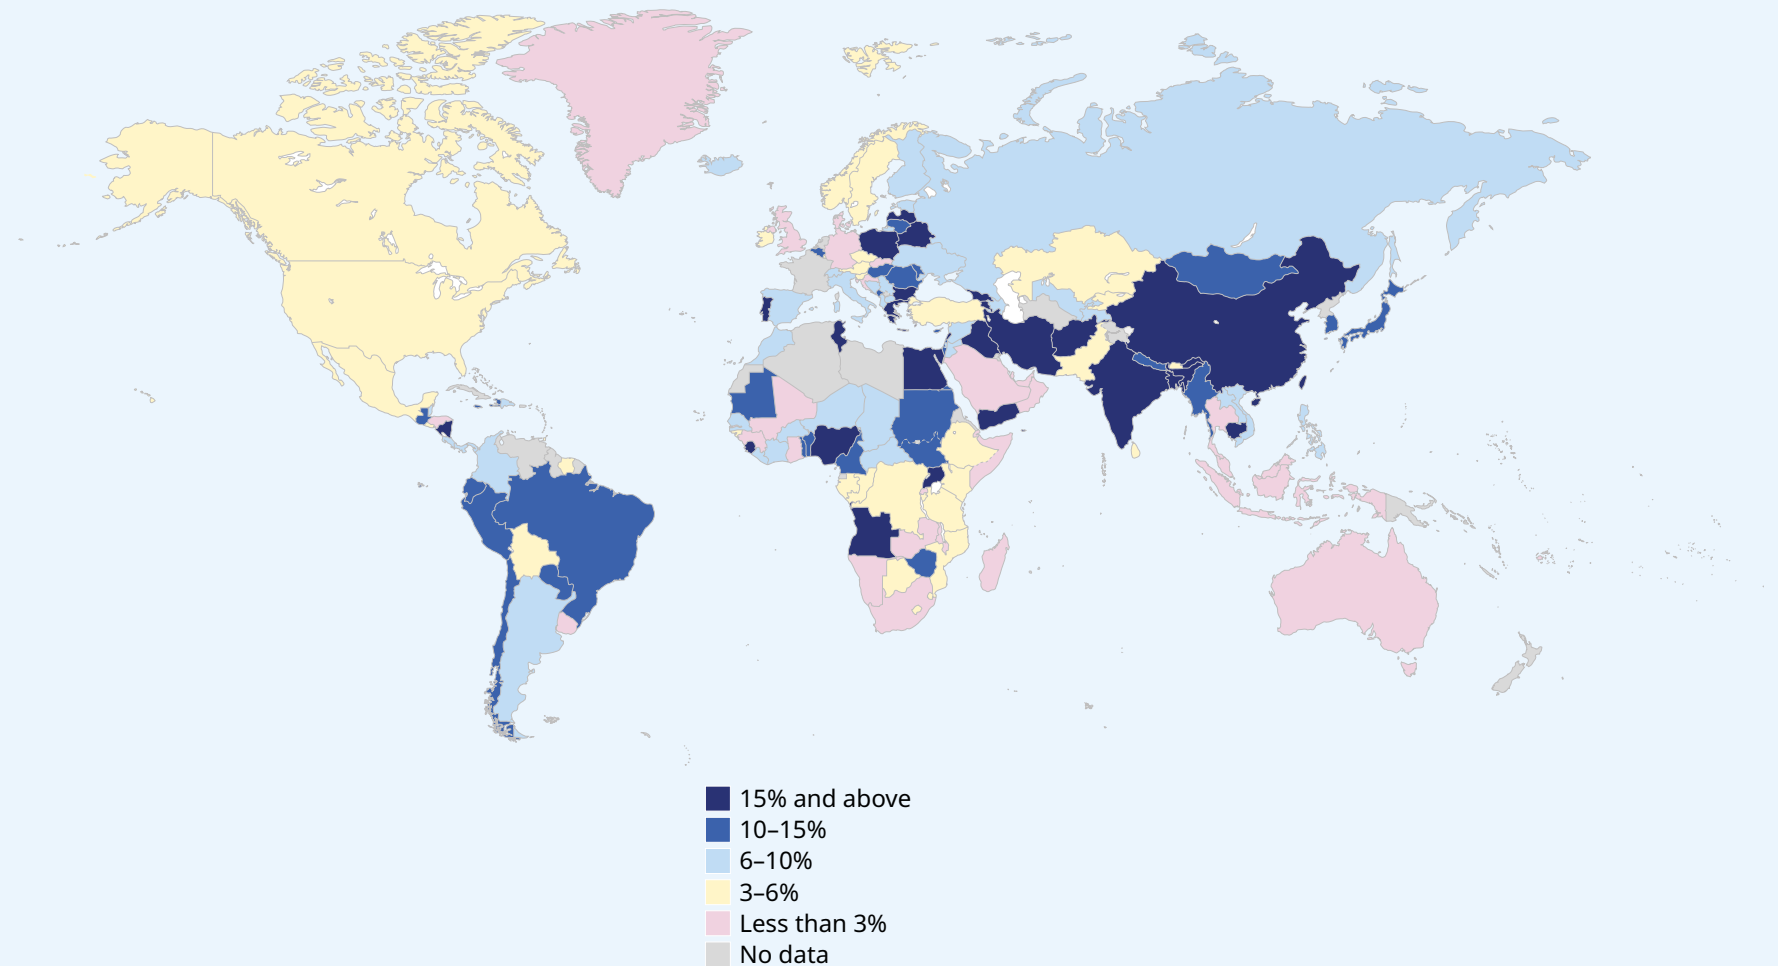 15% and above
10–15%
6–10%
3–6%
Less than 3%
No data